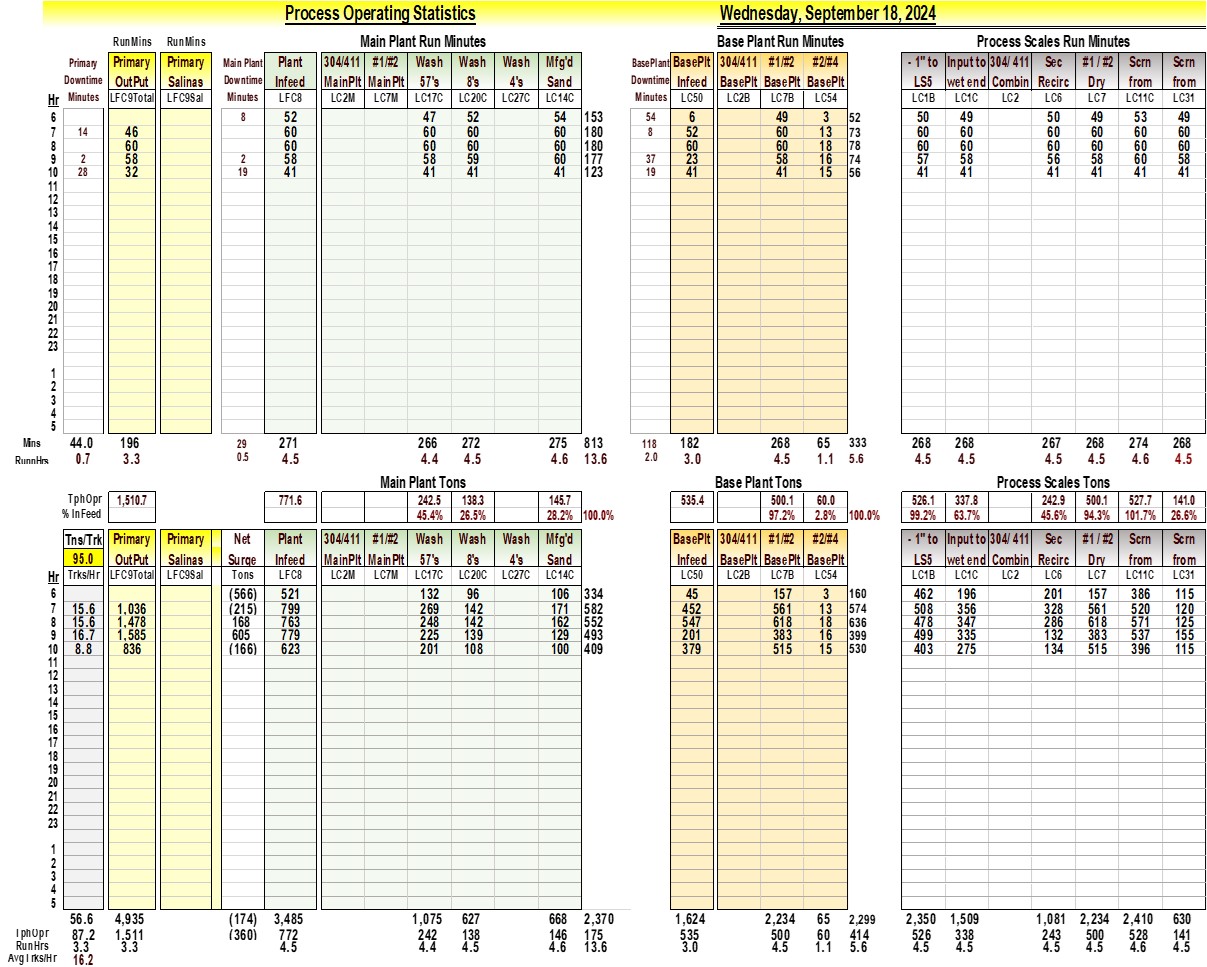 Process Operating Statistics Wednesday, September 18, 2024
RunMins RunMins Main Plant Run Minutes Base Plant Run Minutes Process Scales Run Minutes
Primary Primary Primary Main Plant Plant 304/411 #1/#2 Wash Wash Wash Mfg'd BasePlant BasePlt 304/411 #1/#2 #2/#4 - 1" to Input to 304/ 411 Sec #1 / #2 Scrn Scrn
Downtime OutPut Salinas Downtime Infeed MainPlt MainPlt 57's 8's 4's Sand Downtime Infeed BasePlt BasePlt BasePlt LS5 wet end Combin Recirc Dry from from
Hr Minutes LFC9Total LFC9Sal Minutes LFC8 LC2M LC7M LC17C LC20C LC27C LC14C Minutes LC50 LC2B LC7B LC54 LC1B LC1C LC2 LC6 LC7 LC11C LC31
6 8 52 47 52 54 153 54 6 49 3 52 50 49 50 49 53 49
7 14 46 60 60 60 60 180 8 52 60 13 73 60 60 60 60 60 60
8 60 60 60 60 60 180 60 60 18 78 60 60 60 60 60 60
9 2 58 2 58 58 59 60 177 37 23 58 16 74 57 58 56 58 60 58
10 28 32 19 41 41 41 41 123 19 41 41 15 56 41 41 41 41 41 41
11
12
13
14
15
16
17
18
19
20
21
22
23
1
2
3
4
5
Mins 44.0 196 29 271 266 272 275 813 118 182 268 65 333 268 268 267 268 274 268
RunnHrs 0.7 3.3 0.5 4.5 4.4 4.5 4.6 13.6 2.0 3.0 4.5 1.1 5.6 4.5 4.5 4.5 4.5 4.6 4.5
Main Plant Tons Base Plant Tons Process Scales Tons
TphOpr 1,510.7 771.6 242.5 138.3 145.7 535.4 500.1 60.0 526.1 337.8 242.9 500.1 527.7 141.0
% InFeed 45.4% 26.5% 28.2% 100.0% 97.2% 2.8% 100.0% 99.2% 63.7% 45.6% 94.3% 101.7% 26.6%
Tns/Trk Primary Primary Net Plant 304/411 #1/#2 Wash Wash Wash Mfg'd BasePlt 304/411 #1/#2 #2/#4 - 1" to Input to 304/ 411 Sec #1 / #2 Scrn Scrn
95.0 OutPut Salinas Surge Infeed MainPlt MainPlt 57's 8's 4's Sand Infeed BasePlt BasePlt BasePlt LS5 wet end Combin Recirc Dry from from
Hr Trks/Hr LFC9Total LFC9Sal Tons LFC8 LC2M LC7M LC17C LC20C LC27C LC14C LC50 LC2B LC7B LC54 LC1B LC1C LC2 LC6 LC7 LC11C LC31
6 (566) 521 132 96 106 334 45 157 3 160 462 196 201 157 386 115
7 15.6 1,036 (215) 799 269 142 171 582 452 561 13 574 508 356 328 561 520 120
8 15.6 1,478 168 763 248 142 162 552 547 618 18 636 478 347 286 618 571 125
9 16.7 1,585 605 779 225 139 129 493 201 383 16 399 499 335 132 383 537 155
10 8.8 836 (166) 623 201 108 100 409 379 515 15 530 403 275 134 515 396 115
11
12
13
14
15
16
17
18
19
20
21
22
23
1
2
3
4
5
56.6 4,935 (174) 3,485 1,075 627 668 2,370 1,624 2,234 65 2,299 2,350 1,509 1,081 2,234 2,410 630
TphOpr 87.2 1,511 (360) 772 242 138 146 175 535 500 60 414 526 338 243 500 528 141
RunHrs 3.3 3.3 4.5 4.4 4.5 4.6 13.6 3.0 4.5 1.1 5.6 4.5 4.5 4.5 4.5 4.6 4.5
AvgTrks/Hr 16.2